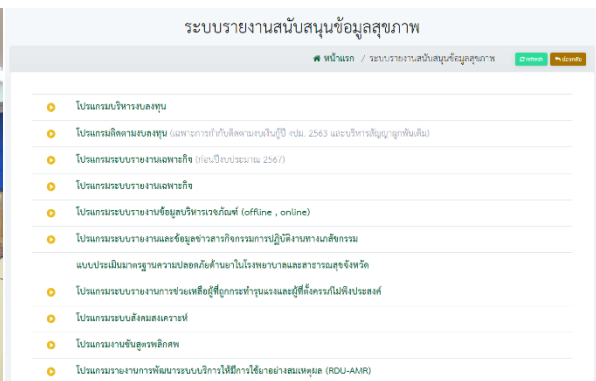 ระบบรายงานสนับสนุนข้อมูลสุขภาพ
หน้าแรก / ระบบรายงานสนับสนุนข้อมูลสุขภาพ refresh ย้อนกลับ
โปรแกรมบริหารงบลงทุน
โปรแกรมติดตามงบลงทุน (เฉพาะการกำกับติดตามงบเงินกู้ปี งปม. 2563 และบริหารสัญญาผูกพันเดิม)
โปรแกรมระบบรายงานเฉพาะกิจ (ก่อนปีงบประมาณ 2567)
โปรแกรมระบบรายงานเฉพาะกิจ
โปรแกรมระบบรายงานข้อมูลบริหารเวชภัณฑ์ (offline , online)
โปรแกรมระบบรายงานและข้อมูลข่าวสารกิจกรรมการปฏิบัติงานทางเภสัชกรรม
แบบประเมินมาตรฐานความปลอดภัยด้านยาในโรงพยาบาลและสาธารณสุขจังหวัด
โปรแกรมระบบรายงานการช่วยเหลือผู้ที่ถูกกระทำรุนแรงและผู้ที่ตั้งครรภ์ไม่พึงประสงค์
โปรแกรมระบบสังคมสงเคราะห์
โปรแกรมงานชันสูตรพลิกศพ
โปรแกรมรายงานการพัฒนาระบบบริการให้มีการใช้ยาอย่างสมเหตุผล (RDU-AMR)